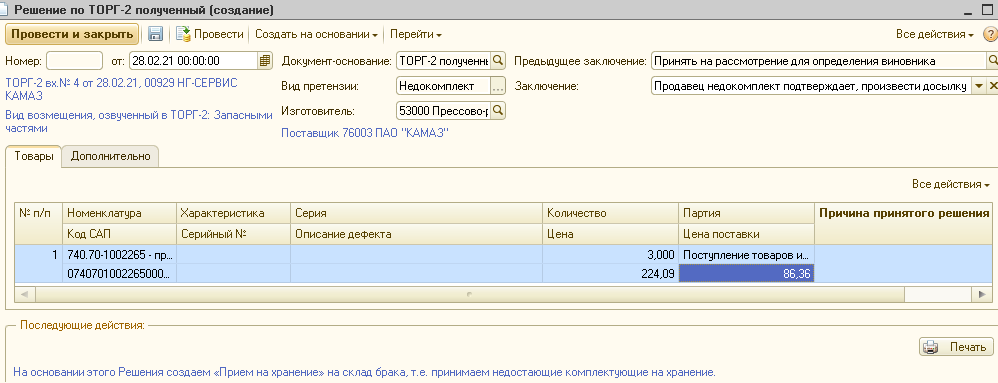 Решение по ТОРГ-2 полученный (создание)
Провести и закрыть Провести Создать на основании Перейти Все действия
Номер: от: 28.02.21 00:00:00 Документ-основание: ТОРГ-2 полученны Предыдущее заключение: Принять на рассмотрение для определения виновника
ТОРГ-2 вх.№ 4 от 28.02.21, 00929 НГ-СЕРВИС Вид претензии: Недокомплект ... Заключение: Продавец недокомплект подтверждает, произвести досылку
КАМАЗ
Вид возмещения, озвученный в ТОРГ-2: Запасными Изготовитель: 53000 Прессово-р
частями Поставщик 76003 ПАО "КАМАЗ"
Товары Дополнительно
Все действия
№ п/п Номенклатура Характеристика Серия Количество Партия Причина принятого решения
Код САП Серийный № Описание дефекта Цена Цена поставки
1 740.70-1002265 - пр... 3,000 Поступление товаров и...
0740701002265000... 224,09 86,36
Последующие действия:
Печать
На основании этого Решения создаем «Прием на хранение» на склад брака, т.е. принимаем недостающие комплектующие на хранение.